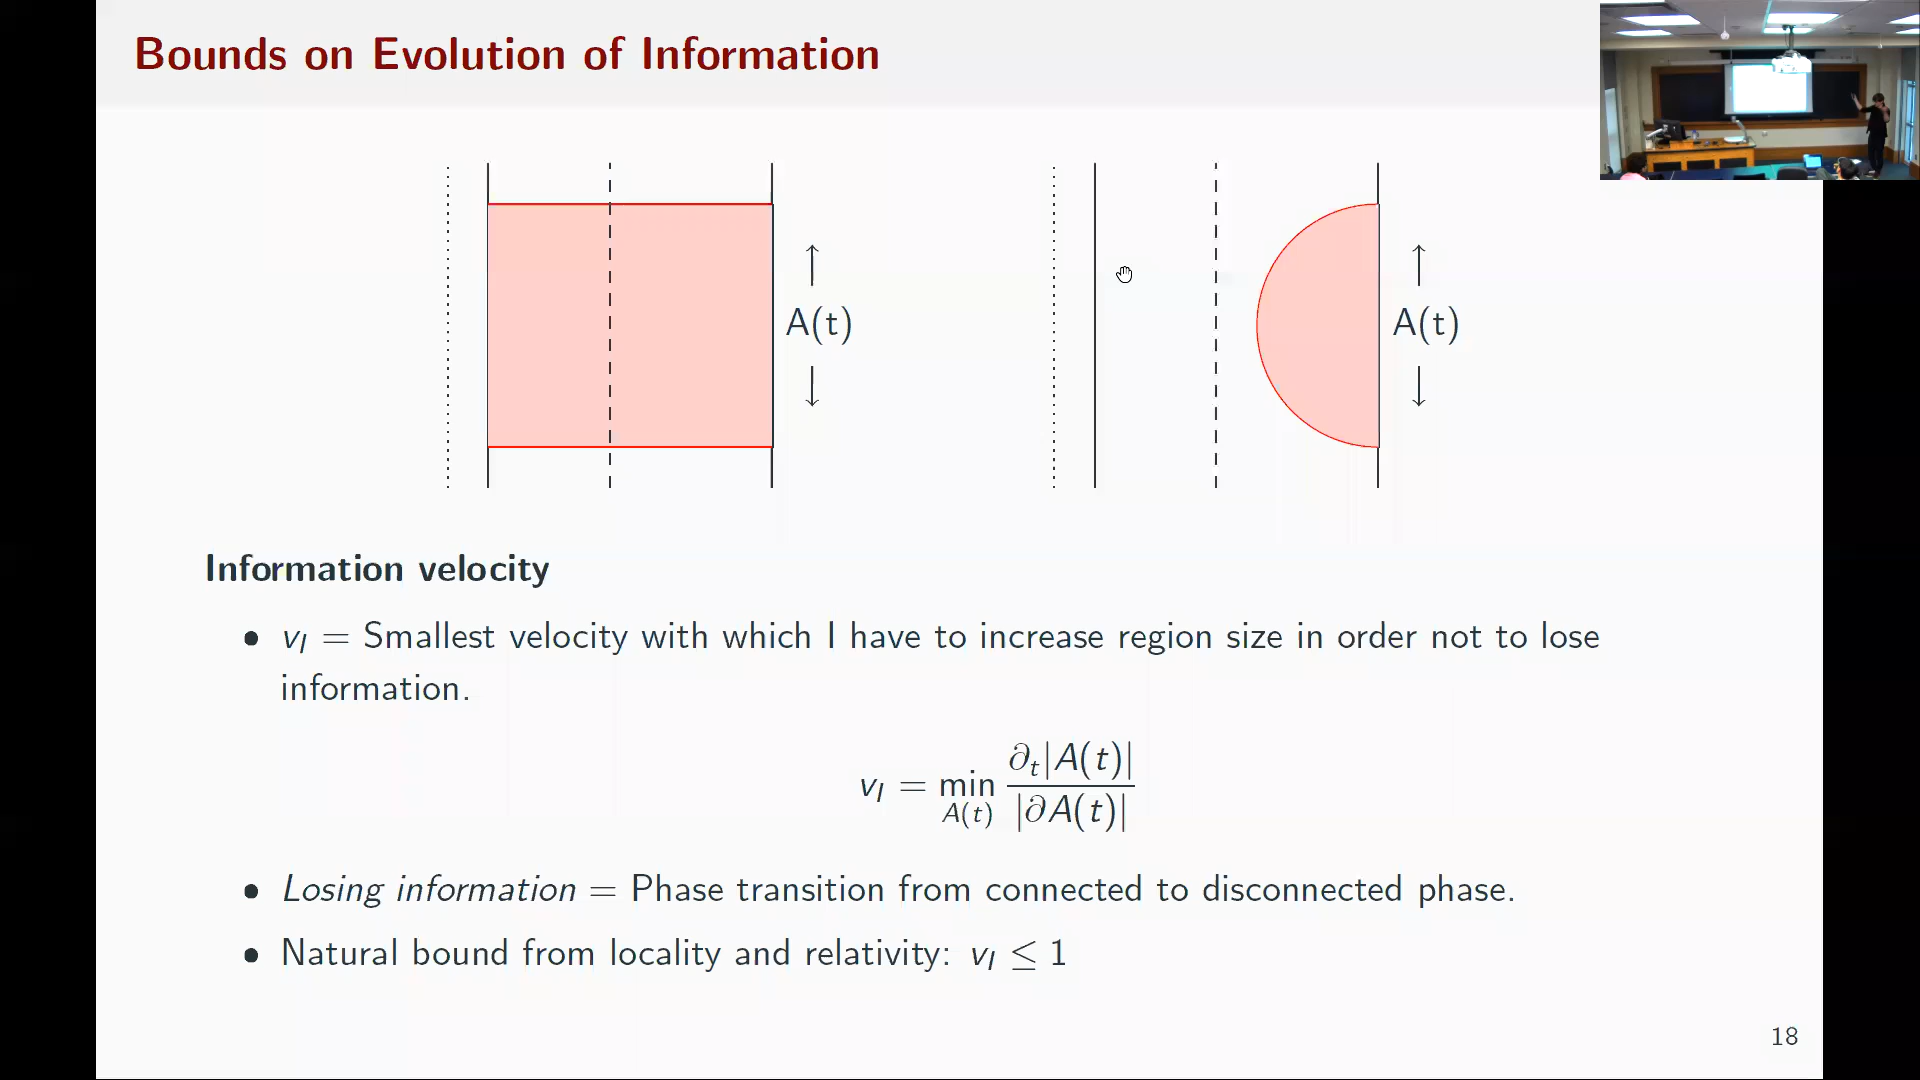 Bounds on Evolution of Information
↑ ↑
A(t) A(t)
↓ ↓
Information velocity
• v_I = Smallest velocity with which I have to increase region size in order not to lose
information.
v_I = min_{A(t)} ∂_t|A(t)| / |∂A(t)|
• Losing information = Phase transition from connected to disconnected phase.
• Natural bound from locality and relativity: v_I ≤ 1
18